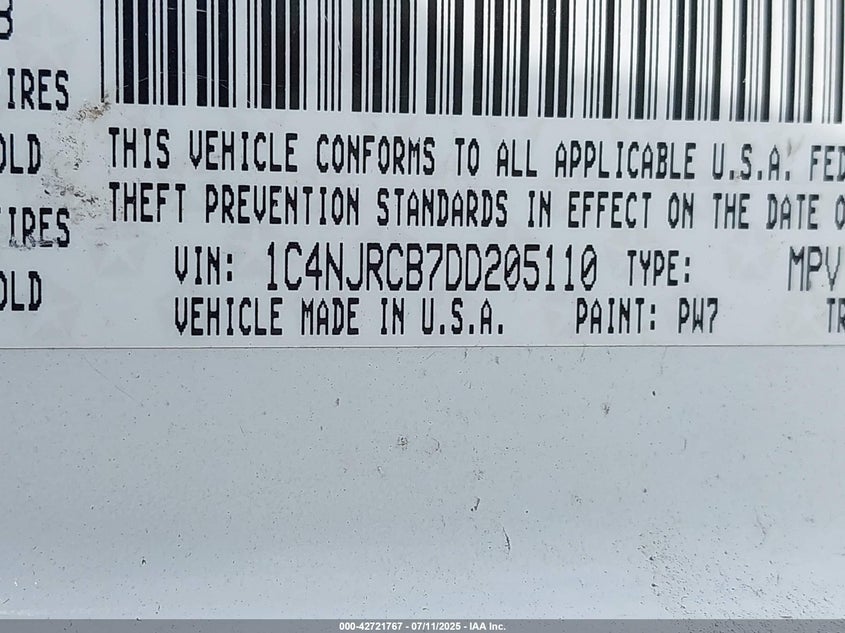 IRES
OLD
IRES
OLD
THIS VEHICLE CONFORMS TO ALL APPLICABLE U.S.A. FED
THEFT PREVENTION STANDARDS IN EFFECT ON THE DATE O
VIN: 1C4NJRCB7DD205110 TYPE: MPV
VEHICLE MADE IN U.S.A. PAINT: PW7 TR
000-42721767 - 07/11/2025 - IAA Inc.